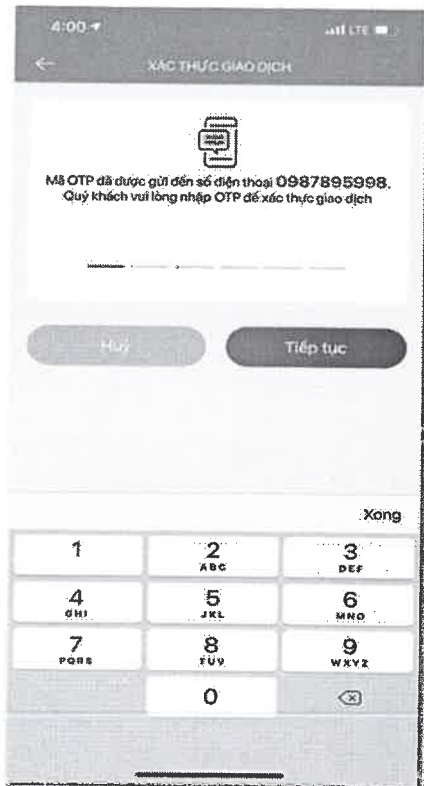 4:00
LTE
XÁC THỰC GIAO DỊCH
Mã OTP đã được gửi đến số điện thoại 0987895998.
Quý khách vui lòng nhập OTP để xác thực giao dịch
Huỷ
Tiếp tục
Xong
1
2
ABC
3
DEF
4
GHI
5
JKL
6
MNO
7
PQRS
8
TUV
9
WXYZ
0